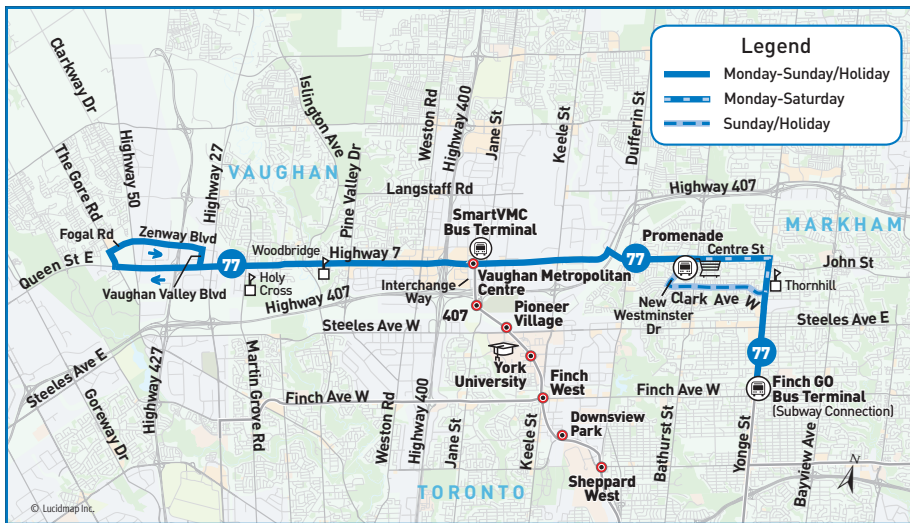 Legend
Monday-Sunday/Holiday
Monday-Saturday
Sunday/Holiday
Clarkway Dr
The Gore Rd
Highway 50
Highway 27
Islington Ave
Pine Valley Dr
Weston Rd
Highway 400
Jane St
Keele St
Dufferin St
VAUGHAN
Langstaff Rd
Highway 407
MARKHAM
SmartVMC
Bus Terminal
Promenade
Centre St
John St
Fogal Rd
Zenway Blvd
Queen St E
77
Woodbridge
Highway 7
77
Vaughan Valley Blvd
Holy
Cross
Highway 407
Interchange
Way
Vaughan Metropolitan
Centre
New
Westminster
Dr
Clark Ave W
Thornhill
407
Pioneer
Village
Steeles Ave W
Steeles Ave E
York
University
77
Steeles Ave E
Goreway Dr
Highway 427
Martin Grove Rd
Finch Ave W
Weston Rd
Highway 400
Jane St
Keele St
Finch
West
Finch Ave W
Finch GO
Bus Terminal
(Subway Connection)
Downsview
Park
Bathurst St
Yonge St
Bayview Ave
Sheppard
West
TORONTO
N
© Lucidmap Inc.